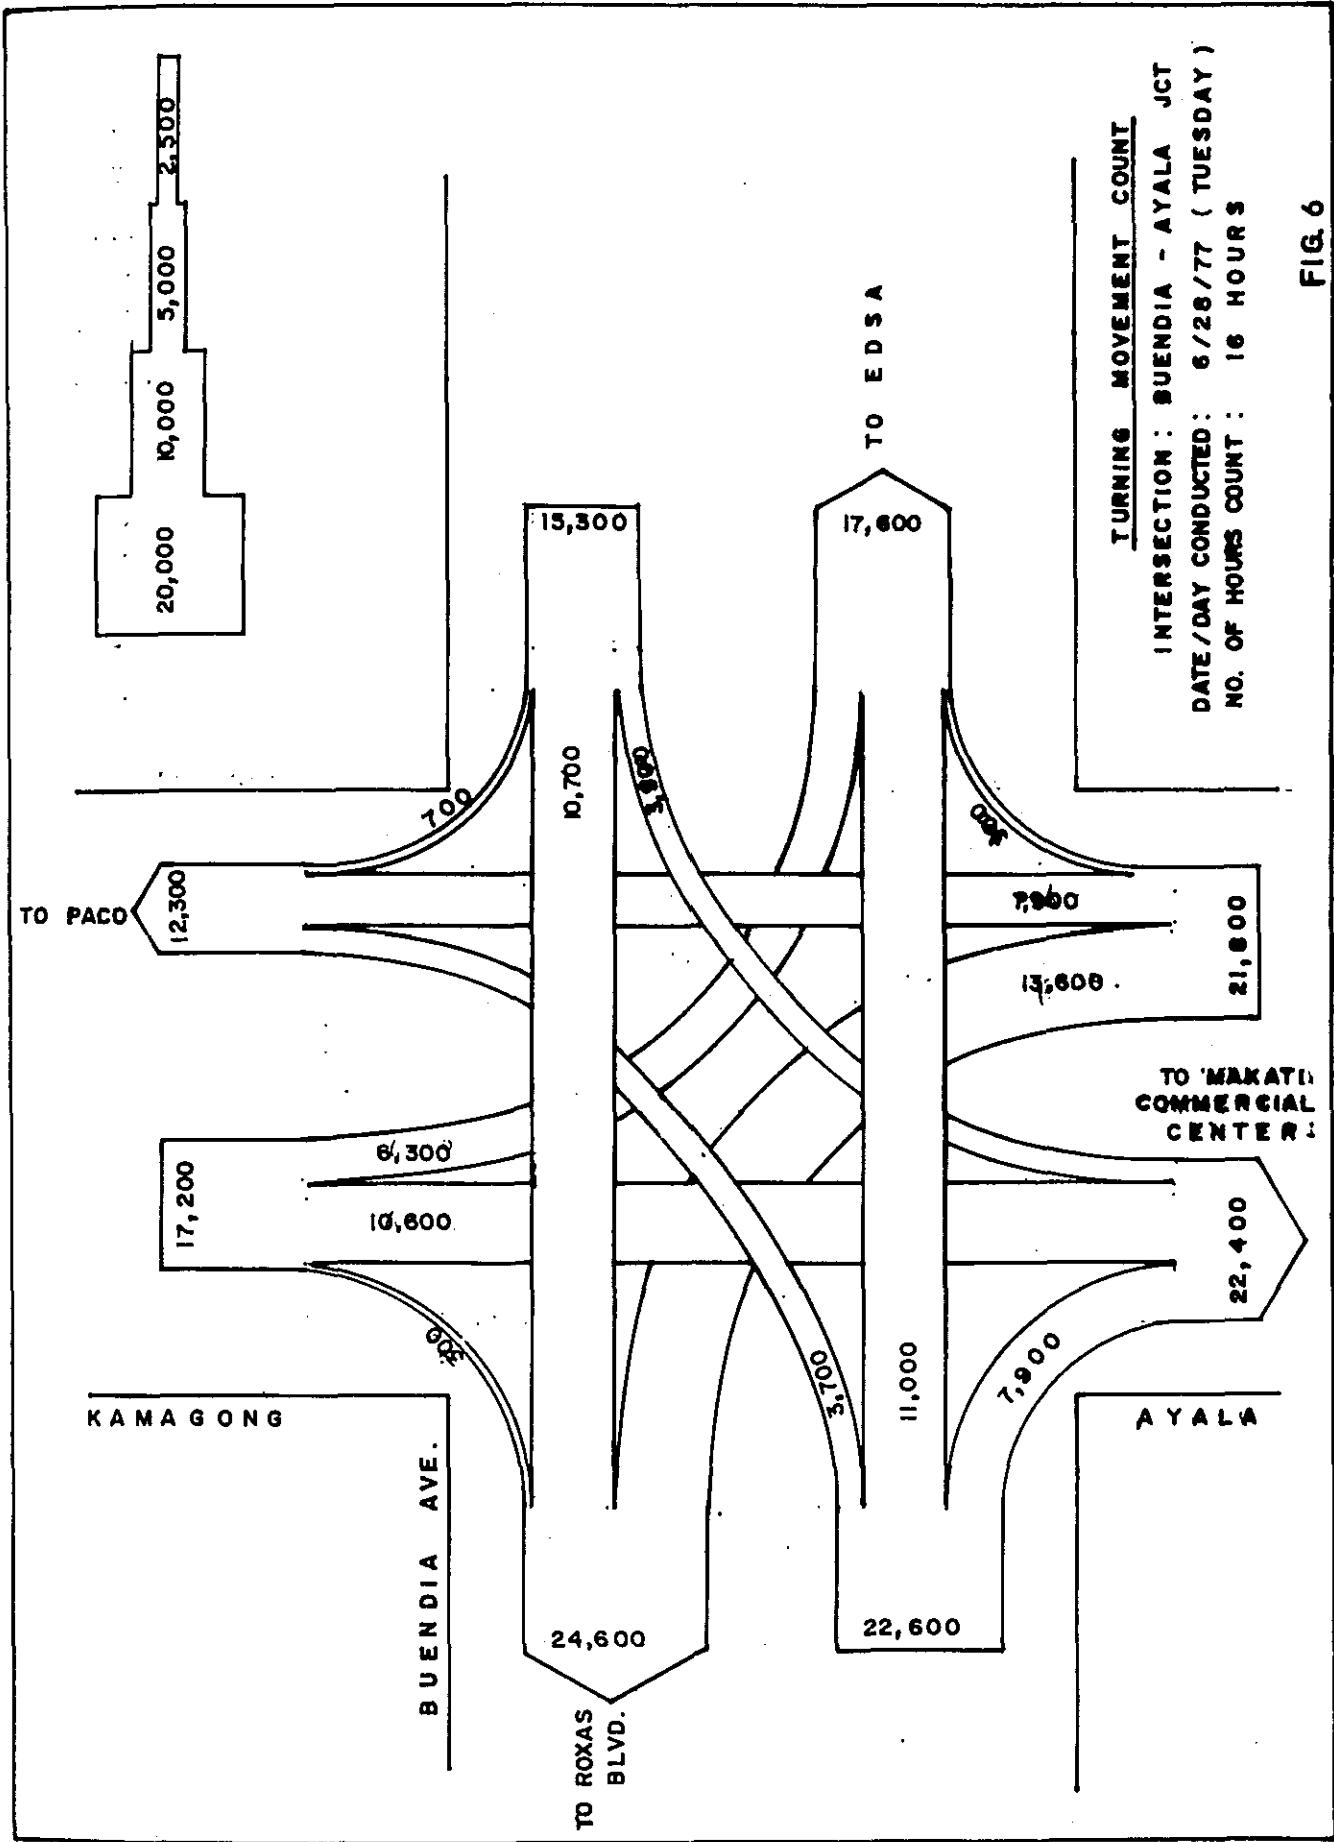 2,500
5,000
10,000
20,000
TURNING MOVEMENT COUNT
INTERSECTION : BUENDIA - AYALA JCT
DATE/DAY CONDUCTED: 6/28/77 ( TUESDAY )
NO. OF HOURS COUNT : 16 HOURS
FIG. 6
TO EDSA
15,300
17,600
10,700
700
TO PACO
12,300
7,900
13,600
21,800
TO MAKATI
COMMERCIAL
CENTER
6,300
17,200
10,600
22,400
300
3,700
11,000
7,900
KAMAGONG
AYALA
BUENDIA AVE.
24,600
22,600
TO ROXAS
BLVD.